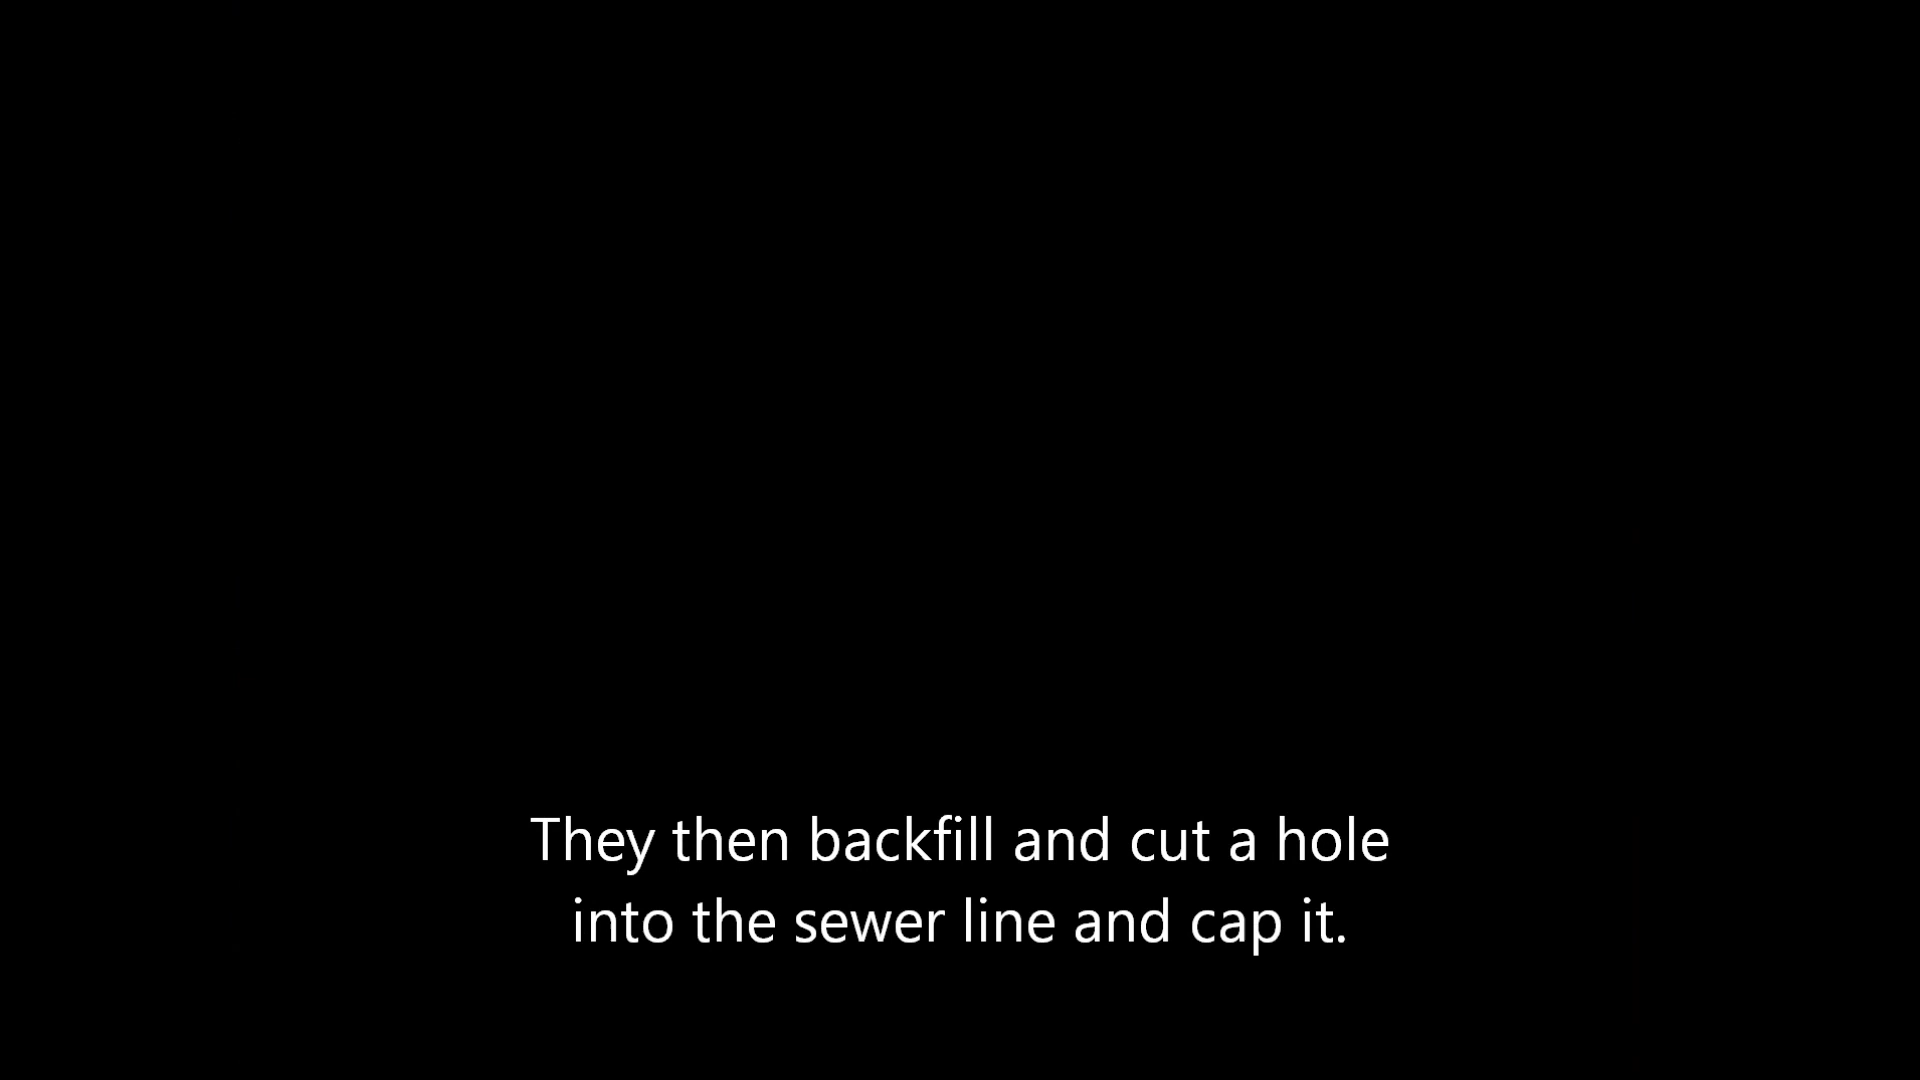 They then backfill and cut a hole
into the sewer line and cap it.